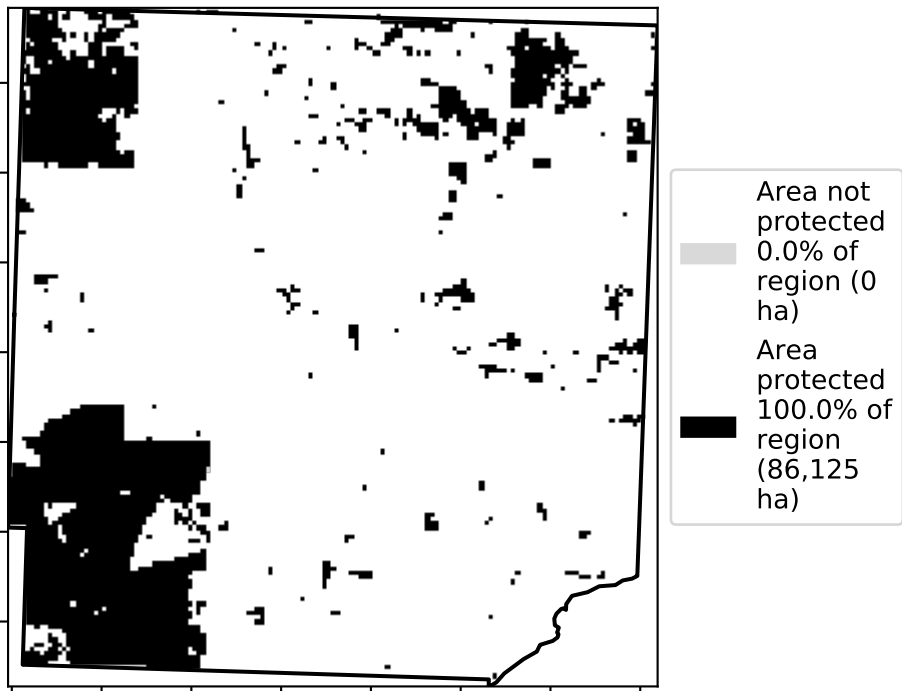 Area not
protected
0.0% of
region (0
ha)
Area
protected
100.0% of
region
(86,125
ha)